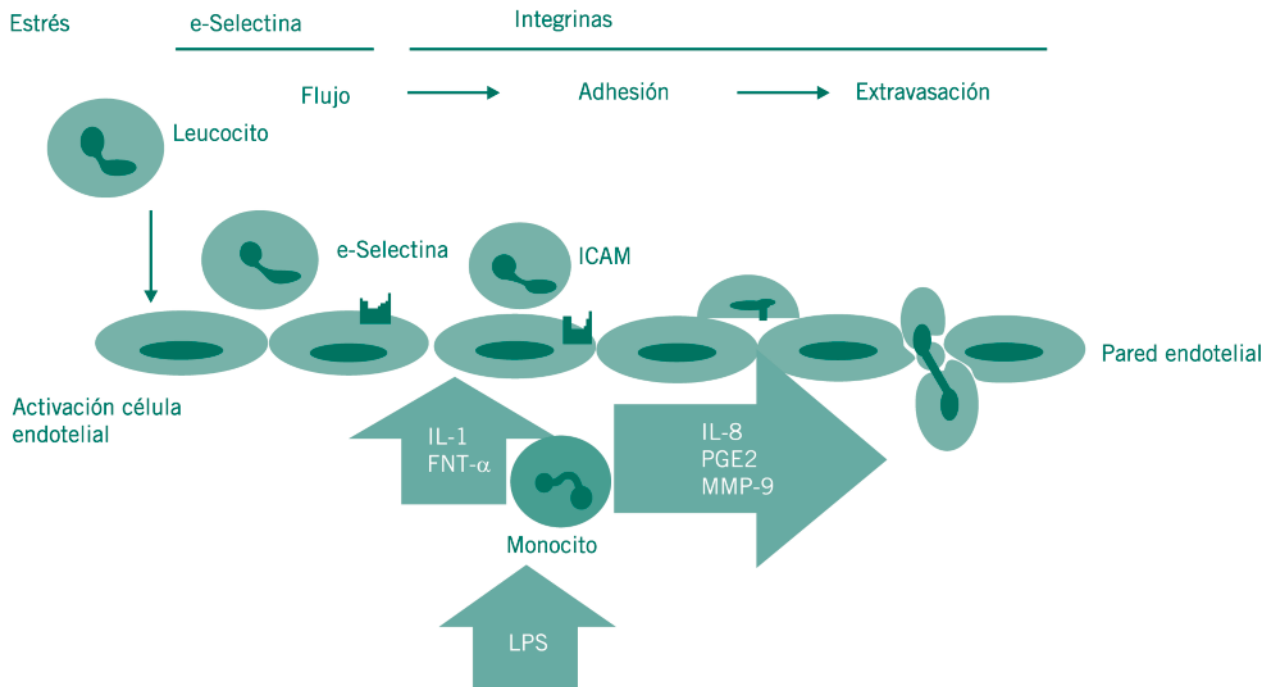 Estrés
e-Selectina
Integrinas
Flujo
Adhesión
Extravasación
Leucocito
e-Selectina
ICAM
Pared endotelial
Activación célula
endotelial
IL-1
FNT-α
IL-8
PGE2
MMP-9
Monocito
LPS